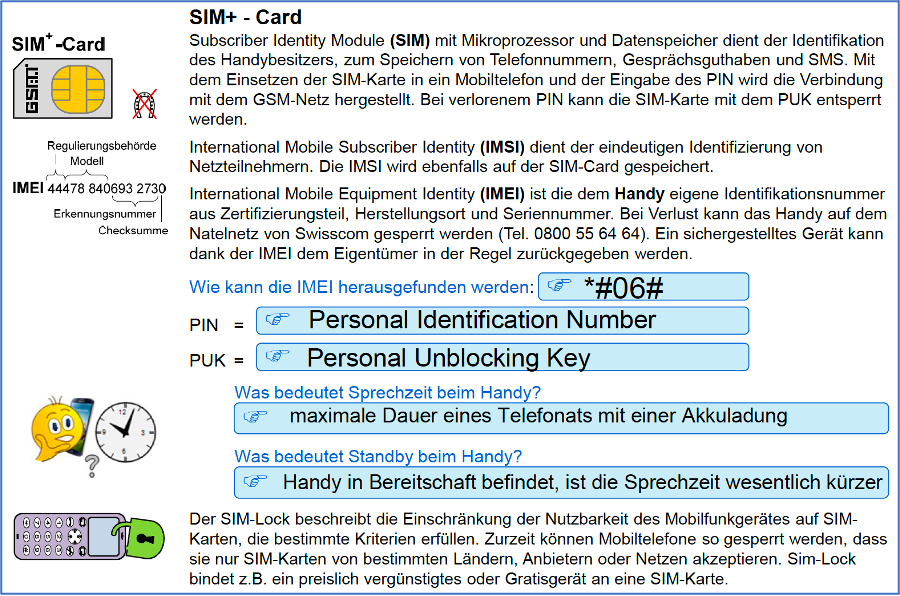 SIM+ - Card
SIM+-Card
GSM
Subscriber Identity Module (SIM) mit Mikroprozessor und Datenspeicher dient der Identifikation
des Handybesitzers, zum Speichern von Telefonnummern, Gesprächsguthaben und SMS. Mit
dem Einsetzen der SIM-Karte in ein Mobiltelefon und der Eingabe des PIN wird die Verbindung
mit dem GSM-Netz hergestellt. Bei verlorenem PIN kann die SIM-Karte mit dem PUK entsperrt
werden.
International Mobile Subscriber Identity (IMSI) dient der eindeutigen Identifizierung von
Netzteilnehmern. Die IMSI wird ebenfalls auf der SIM-Card gespeichert.
Regulierungsbehörde
Modell
IMEI 44478 840693 2730
Erkennungsnummer
Checksumme
International Mobile Equipment Identity (IMEI) ist die dem Handy eigene Identifikationsnummer
aus Zertifizierungsteil, Herstellungsort und Seriennummer. Bei Verlust kann das Handy auf dem
Natelnetz von Swisscom gesperrt werden (Tel. 0800 55 64 64). Ein sichergestelltes Gerät kann
dank der IMEI dem Eigentümer in der Regel zurückgegeben werden.
Wie kann die IMEI herausgefunden werden: *#06#
PIN = Personal Identification Number
PUK = Personal Unblocking Key
Was bedeutet Sprechzeit beim Handy?
maximale Dauer eines Telefonats mit einer Akkuladung
12
3
6
9
Was bedeutet Standby beim Handy?
Handy in Bereitschaft befindet, ist die Sprechzeit wesentlich kürzer
Der SIM-Lock beschreibt die Einschränkung der Nutzbarkeit des Mobilfunkgerätes auf SIM-
Karten, die bestimmte Kriterien erfüllen. Zurzeit können Mobiltelefone so gesperrt werden, dass
sie nur SIM-Karten von bestimmten Ländern, Anbietern oder Netzen akzeptieren. Sim-Lock
bindet z.B. ein preislich vergünstigtes oder Gratisgerät an eine SIM-Karte.